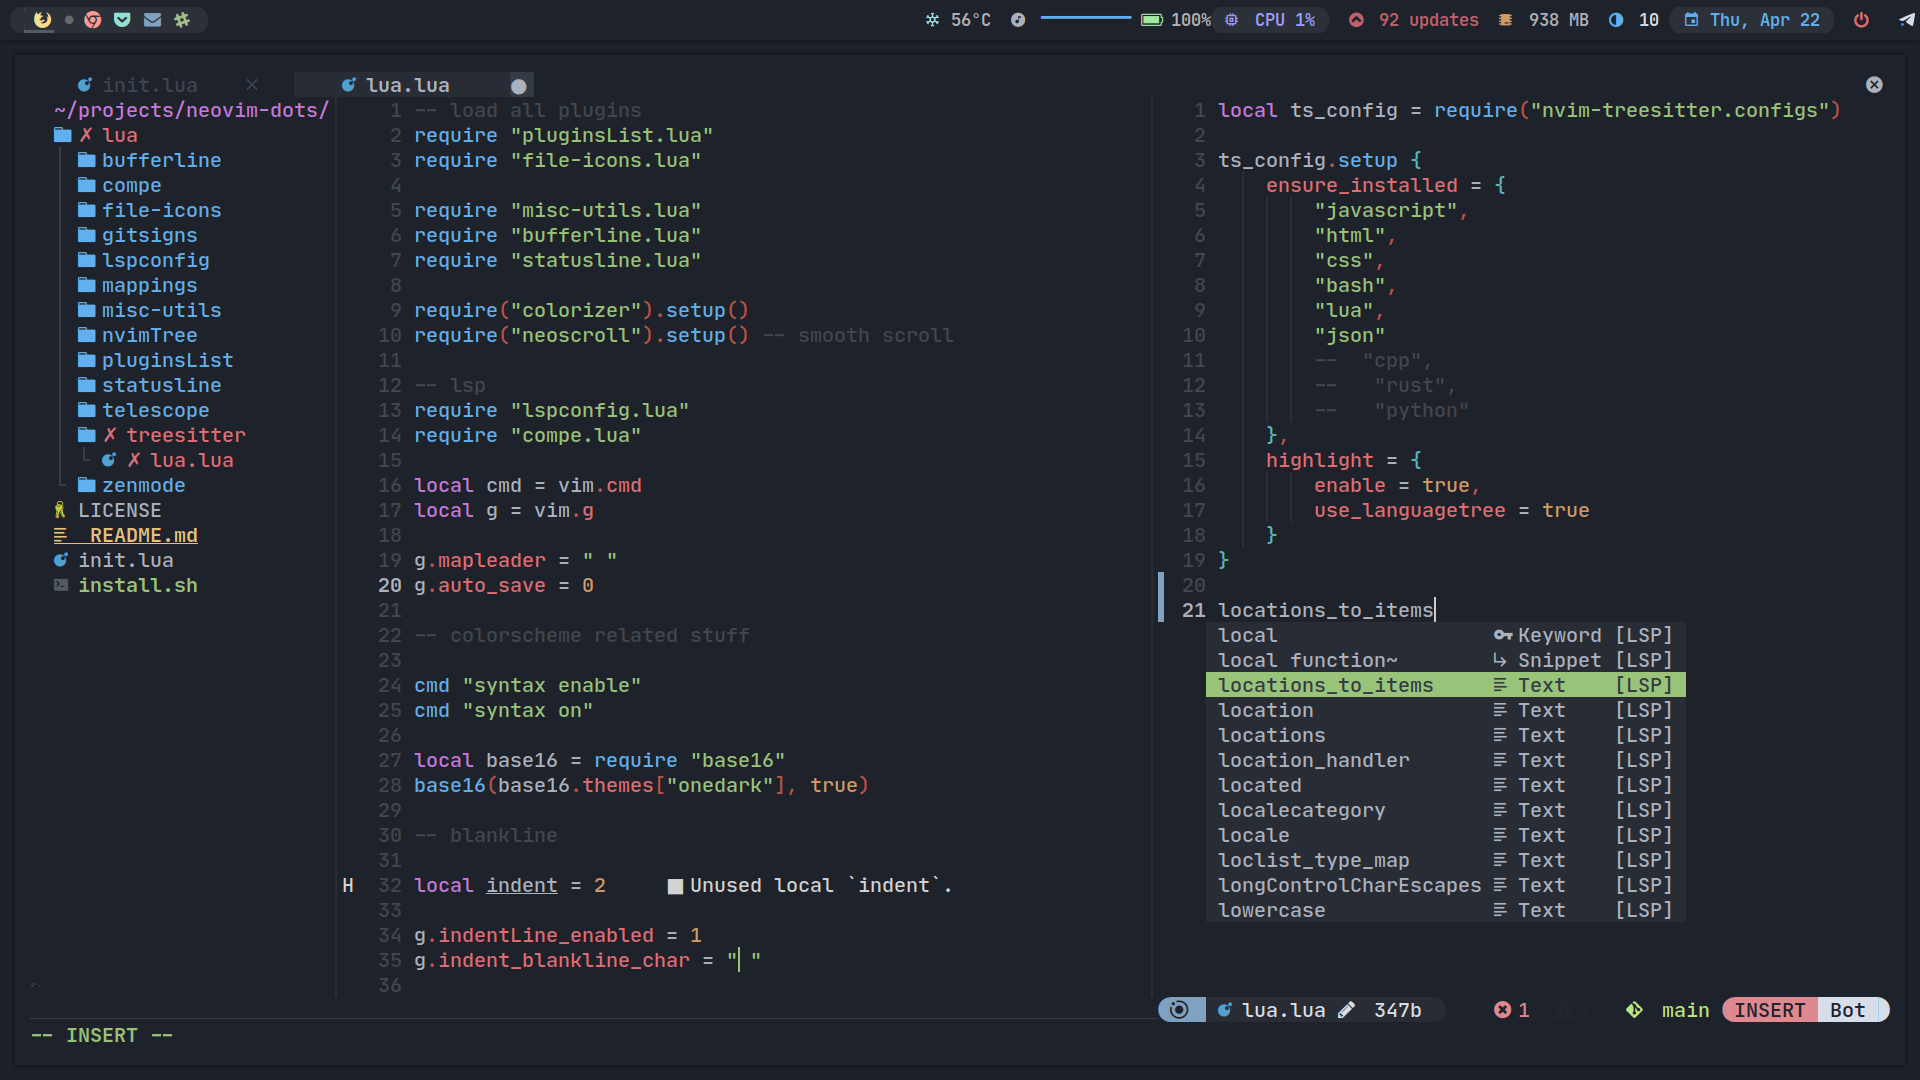 56°C 100% CPU 1% 92 updates 938 MB 10 Thu, Apr 22
init.lua
lua.lua
~/projects/neovim-dots/
✗ lua
bufferline
compe
file-icons
gitsigns
lspconfig
mappings
misc-utils
nvimTree
pluginsList
statusline
telescope
✗ treesitter
✗ lua.lua
zenmode
LICENSE
README.md
init.lua
install.sh
1 -- load all plugins
2 require "pluginsList.lua"
3 require "file-icons.lua"
4
5 require "misc-utils.lua"
6 require "bufferline.lua"
7 require "statusline.lua"
8
9 require("colorizer").setup()
10 require("neoscroll").setup() -- smooth scroll
11
12 -- lsp
13 require "lspconfig.lua"
14 require "compe.lua"
15
16 local cmd = vim.cmd
17 local g = vim.g
18
19 g.mapleader = " "
20 g.auto_save = 0
21
22 -- colorscheme related stuff
23
24 cmd "syntax enable"
25 cmd "syntax on"
26
27 local base16 = require "base16"
28 base16(base16.themes["onedark"], true)
29
30 -- blankline
31
H 32 local indent = 2 Unused local `indent`.
33
34 g.indentLine_enabled = 1
35 g.indent_blankline_char = "▏"
36
1 local ts_config = require("nvim-treesitter.configs")
2
3 ts_config.setup {
4 ensure_installed = {
5 "javascript",
6 "html",
7 "css",
8 "bash",
9 "lua",
10 "json"
11 -- "cpp",
12 -- "rust",
13 -- "python"
14 },
15 highlight = {
16 enable = true,
17 use_languagetree = true
18 }
19 }
20
21 locations_to_items
local Keyword [LSP]
local function~ Snippet [LSP]
locations_to_items Text [LSP]
location Text [LSP]
locations Text [LSP]
location_handler Text [LSP]
located Text [LSP]
localecategory Text [LSP]
locale Text [LSP]
loclist_type_map Text [LSP]
longControlCharEscapes Text [LSP]
lowercase Text [LSP]
lua.lua 347b 1 main INSERT Bot
-- INSERT --